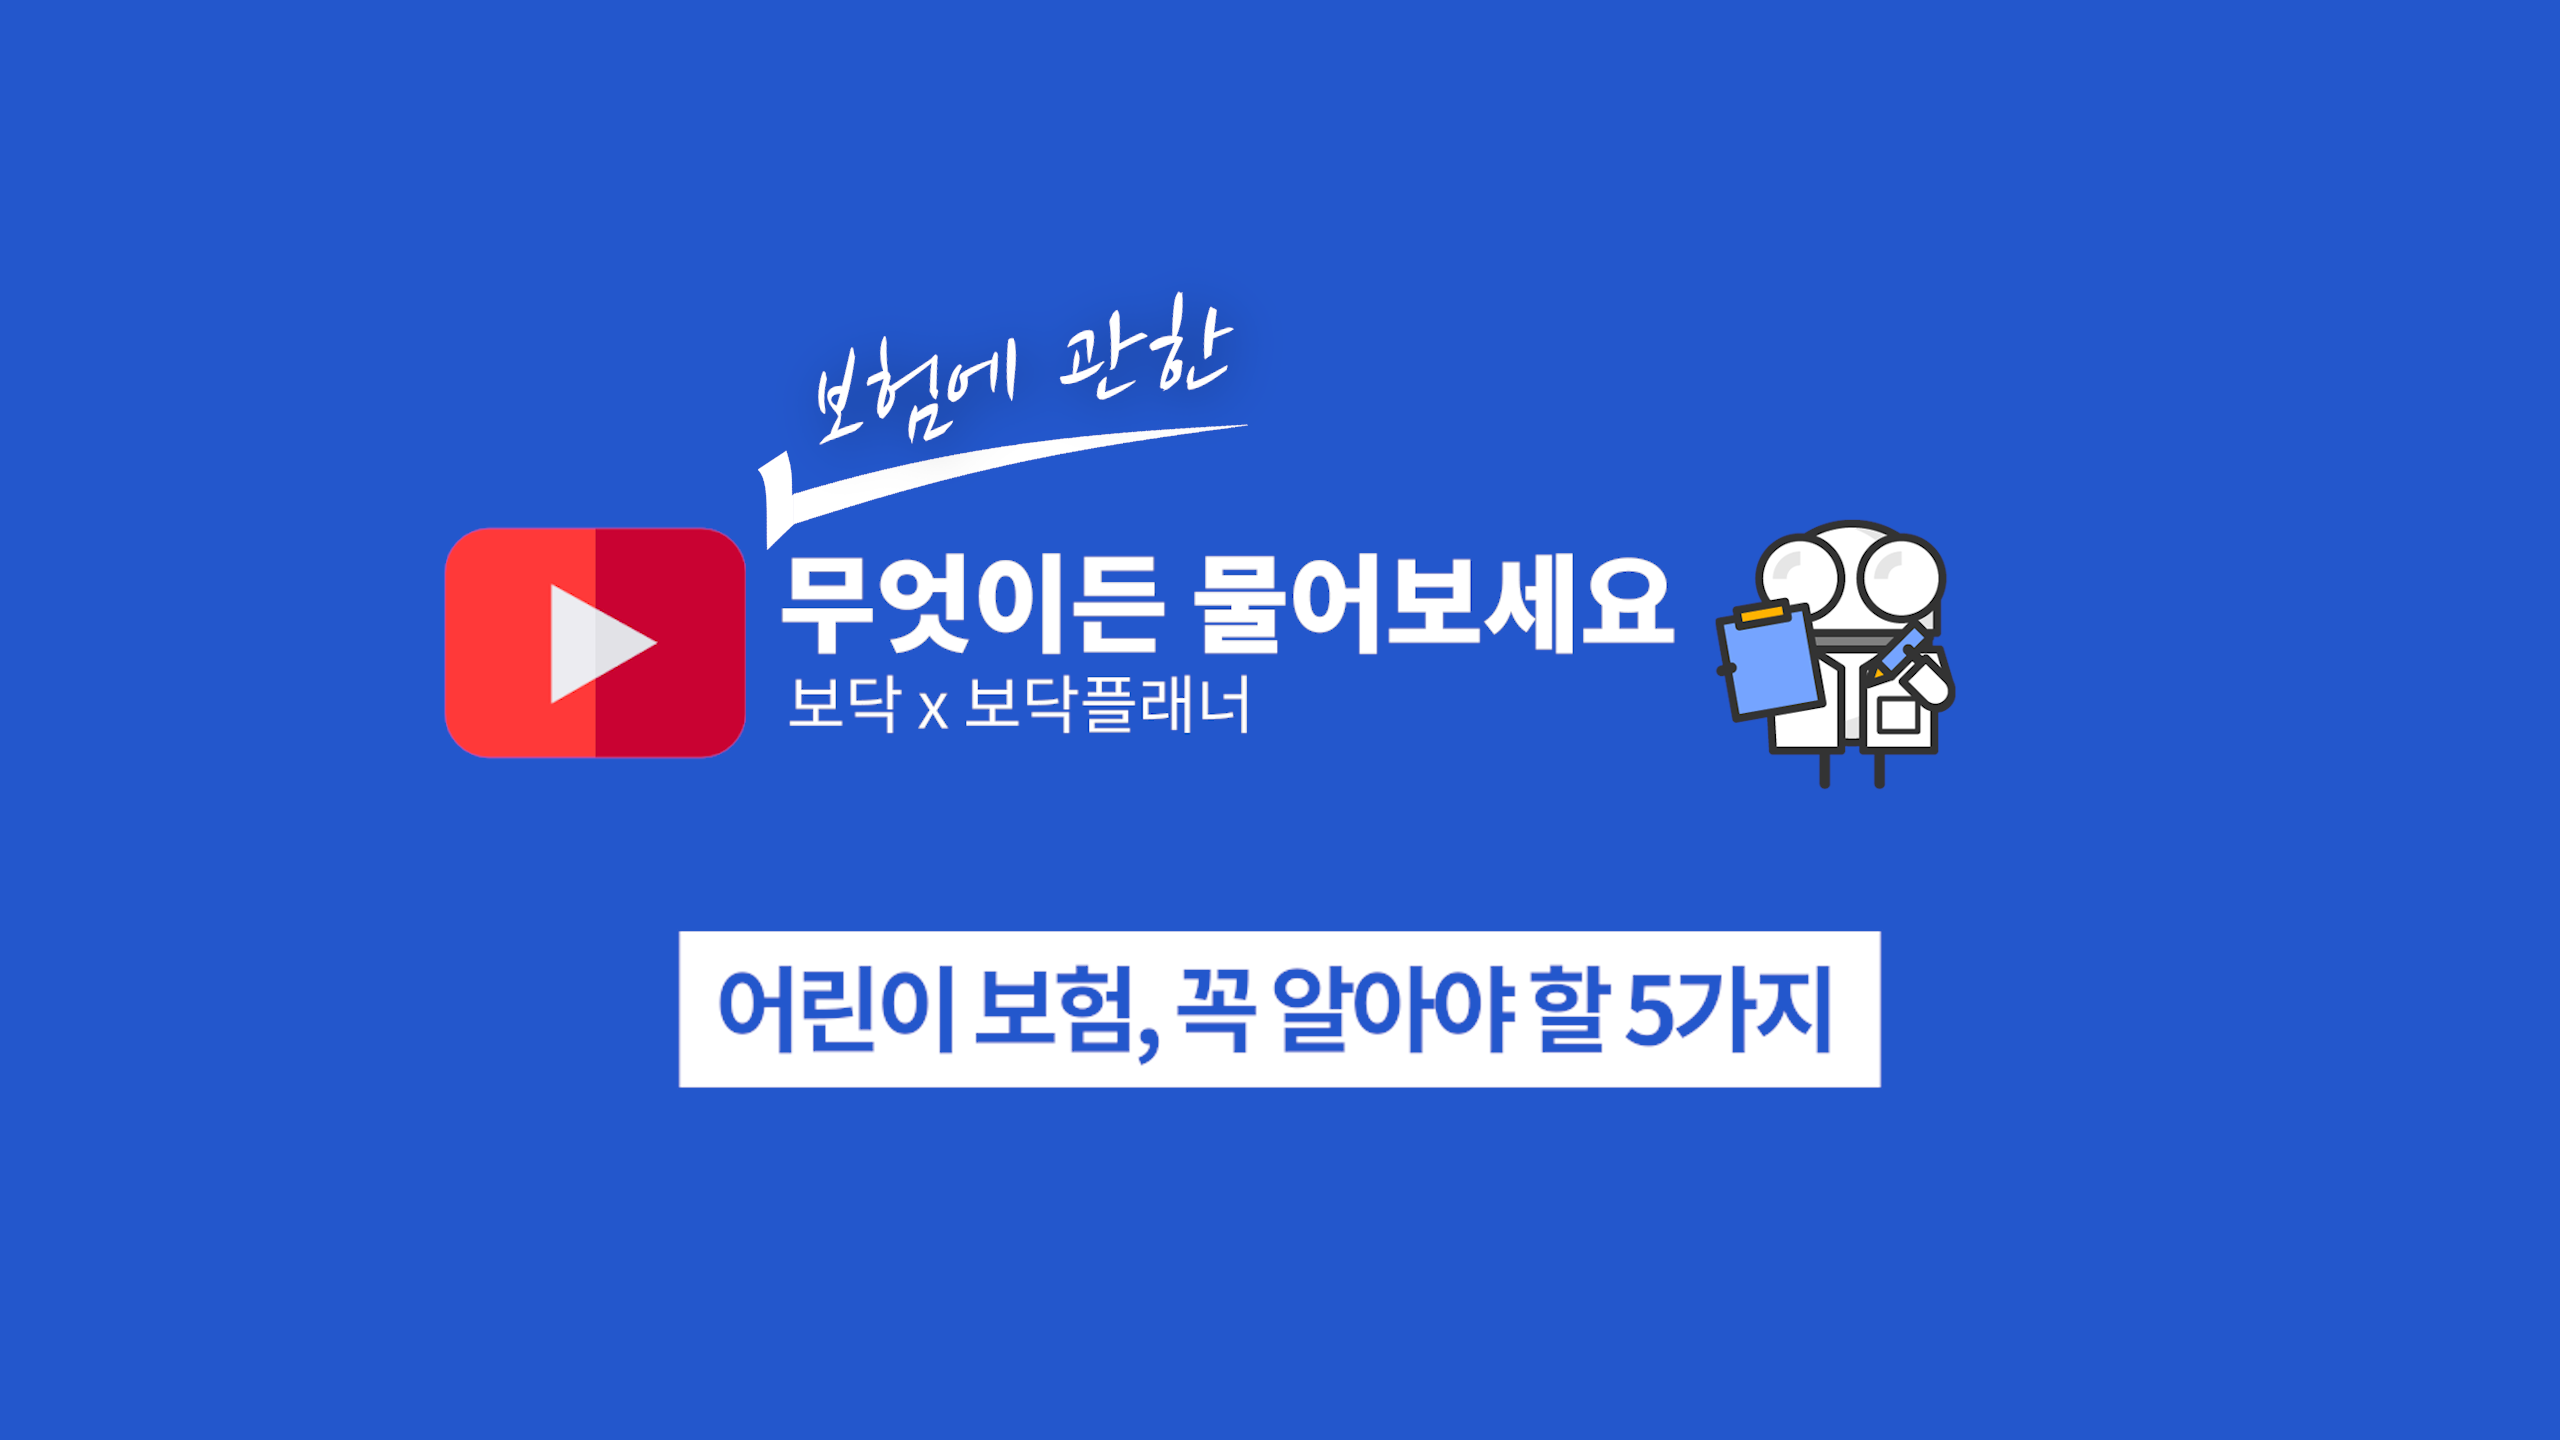 보험에 관한
무엇이든 물어보세요
보닥 x 보닥플래너
어린이 보험, 꼭 알아야 할 5가지